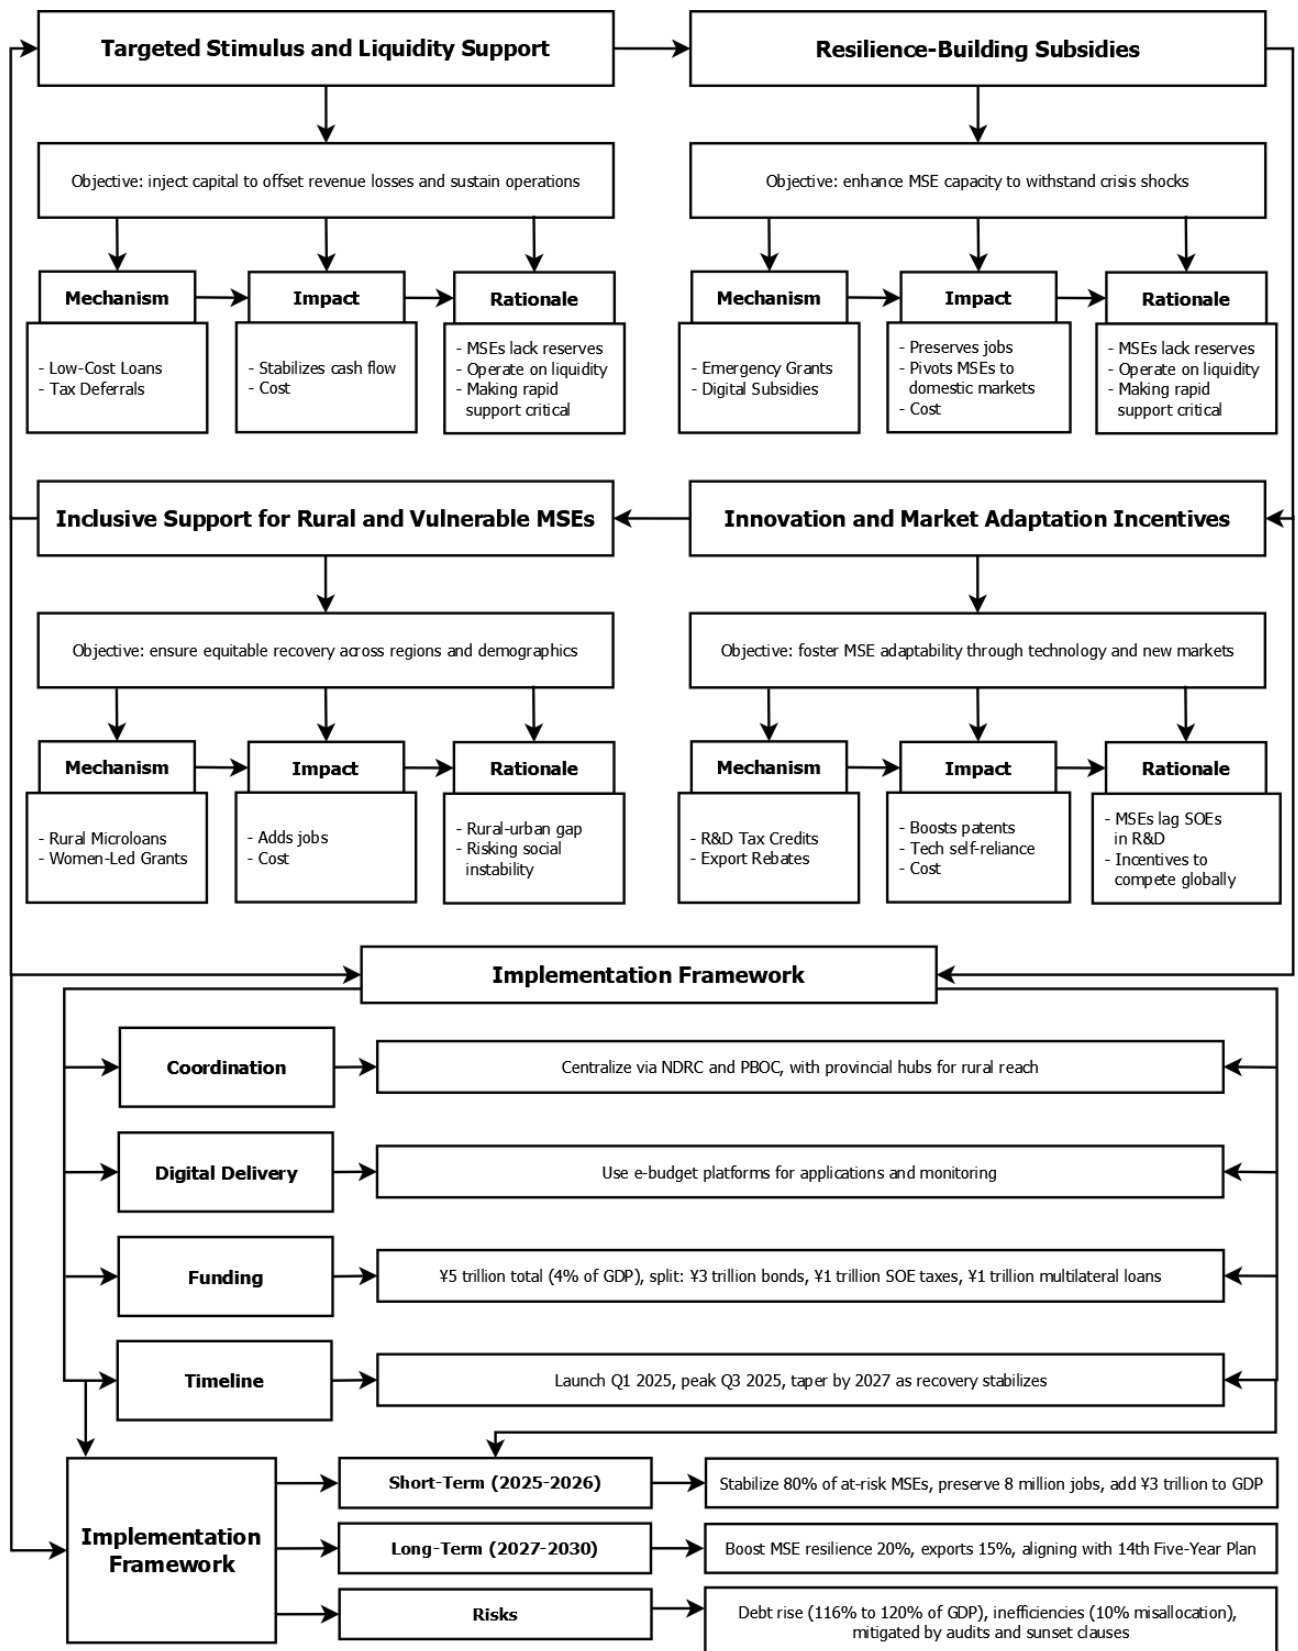 Targeted Stimulus and Liquidity Support
Objective: inject capital to offset revenue losses and sustain operations
Mechanism
- Low-Cost Loans
- Tax Deferrals
Impact
- Stabilizes cash flow
- Cost
Rationale
- MSEs lack reserves
- Operate on liquidity
- Making rapid
support critical
Resilience-Building Subsidies
Objective: enhance MSE capacity to withstand crisis shocks
Mechanism
- Emergency Grants
- Digital Subsidies
Impact
- Preserves jobs
- Pivots MSEs to
domestic markets
- Cost
Rationale
- MSEs lack reserves
- Operate on liquidity
- Making rapid
support critical
Inclusive Support for Rural and Vulnerable MSEs
Objective: ensure equitable recovery across regions and demographics
Mechanism
- Rural Microloans
- Women-Led Grants
Impact
- Adds jobs
- Cost
Rationale
- Rural-urban gap
- Risking social
instability
Innovation and Market Adaptation Incentives
Objective: foster MSE adaptability through technology and new markets
Mechanism
- R&D Tax Credits
- Export Rebates
Impact
- Boosts patents
- Tech self-reliance
- Cost
Rationale
- MSEs lag SOEs
in R&D
- Incentives to
compete globally
Implementation Framework
Coordination
Centralize via NDRC and PBOC, with provincial hubs for rural reach
Digital Delivery
Use e-budget platforms for applications and monitoring
Funding
¥5 trillion total (4% of GDP), split: ¥3 trillion bonds, ¥1 trillion SOE taxes, ¥1 trillion multilateral loans
Timeline
Launch Q1 2025, peak Q3 2025, taper by 2027 as recovery stabilizes
Implementation
Framework
Short-Term (2025-2026)
Stabilize 80% of at-risk MSEs, preserve 8 million jobs, add ¥3 trillion to GDP
Long-Term (2027-2030)
Boost MSE resilience 20%, exports 15%, aligning with 14th Five-Year Plan
Risks
Debt rise (116% to 120% of GDP), inefficiencies (10% misallocation),
mitigated by audits and sunset clauses